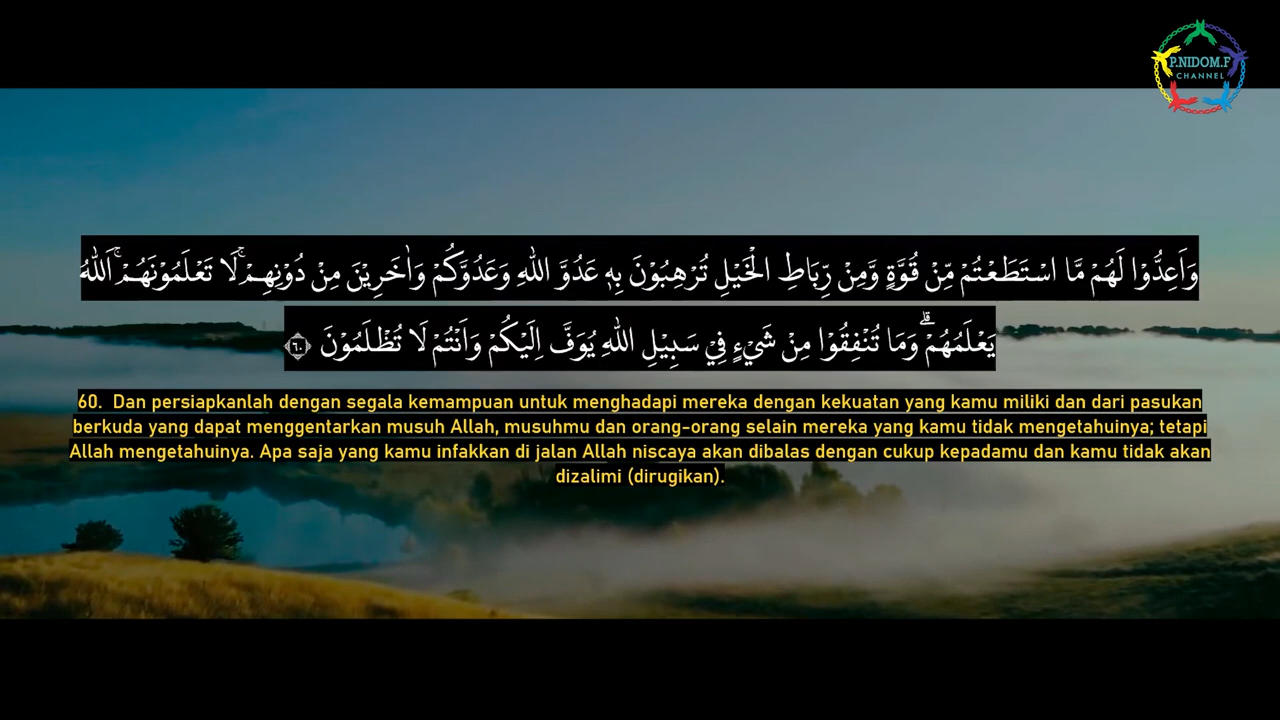 P.NIDOM.F
CHANNEL
وَاَعِدُّوْا لَهُمْ مَّا اسْتَطَعْتُمْ مِّنْ قُوَّةٍ وَّمِنْ رِّبَاطِ الْخَيْلِ تُرْهِبُوْنَ بِهٖ عَدُوَّ اللّٰهِ وَعَدُوَّكُمْ وَاٰخَرِيْنَ مِنْ دُوْنِهِمْۚ لَا تَعْلَمُوْنَهُمْۚ اَللّٰهُ
يَعْلَمُهُمْۗ وَمَا تُنْفِقُوْا مِنْ شَيْءٍ فِيْ سَبِيْلِ اللّٰهِ يُوَفَّ اِلَيْكُمْ وَاَنْتُمْ لَا تُظْلَمُوْنَ ٦٠
60. Dan persiapkanlah dengan segala kemampuan untuk menghadapi mereka dengan kekuatan yang kamu miliki dan dari pasukan
berkuda yang dapat menggentarkan musuh Allah, musuhmu dan orang-orang selain mereka yang kamu tidak mengetahuinya; tetapi
Allah mengetahuinya. Apa saja yang kamu infakkan di jalan Allah niscaya akan dibalas dengan cukup kepadamu dan kamu tidak akan
dizalimi (dirugikan).